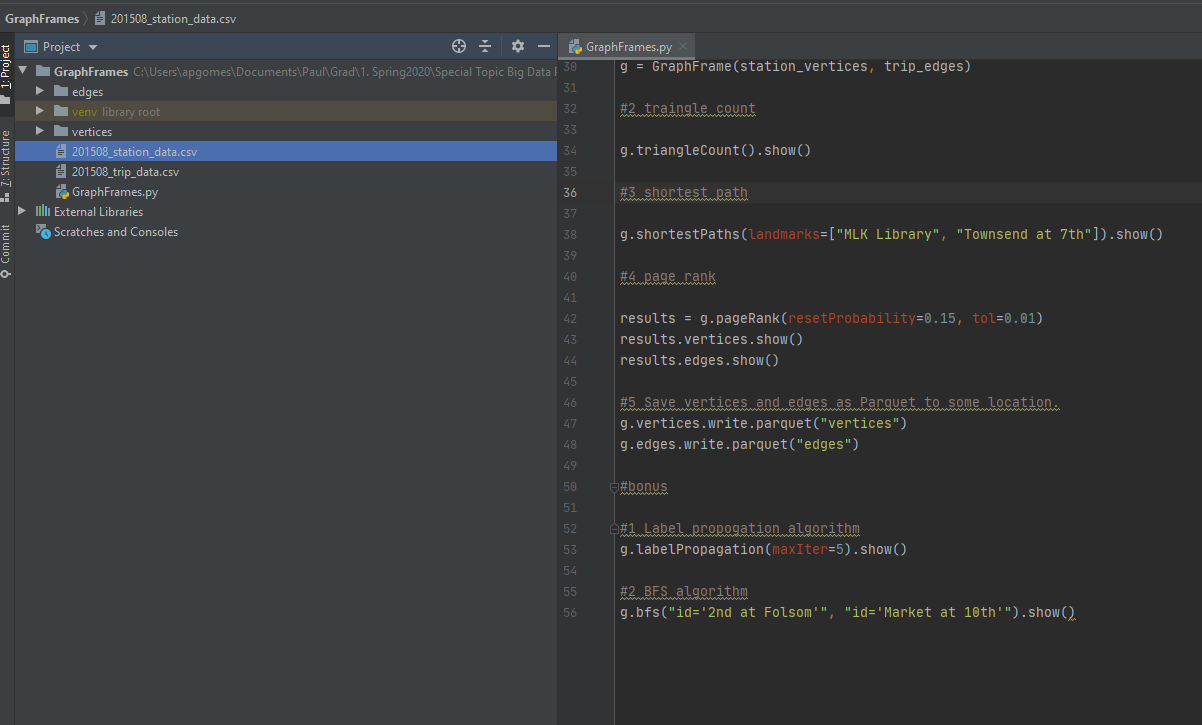 GraphFrames 201508_station_data.csv
Project
GraphFrames.py
1: Project
7: Structure
Commit
GraphFrames C:\Users\apgomes\Documents\Paul\Grad\1. Spring2020\Special Topic Big Data
edges
venv library root
vertices
201508_station_data.csv
201508_trip_data.csv
GraphFrames.py
External Libraries
Scratches and Consoles
30 g = GraphFrame(station_vertices, trip_edges)
31
32 #2 traingle count
33
34 g.triangleCount().show()
35
36 #3 shortest path
37
38 g.shortestPaths(landmarks=["MLK Library", "Townsend at 7th"]).show()
39
40 #4 page rank
41
42 results = g.pageRank(resetProbability=0.15, tol=0.01)
43 results.vertices.show()
44 results.edges.show()
45
46 #5 Save vertices and edges as Parquet to some location.
47 g.vertices.write.parquet("vertices")
48 g.edges.write.parquet("edges")
49
50 #bonus
51
52 #1 Label propogation algorithm
53 g.labelPropagation(maxIter=5).show()
54
55 #2 BFS algorithm
56 g.bfs("id='2nd at Folsom'", "id='Market at 10th'").show()